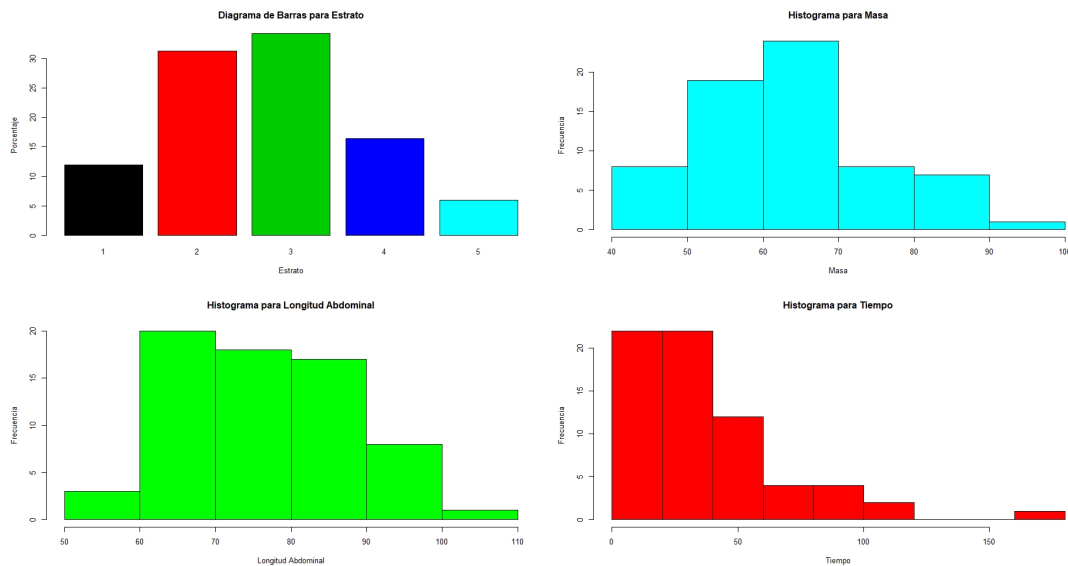 Diagrama de Barras para Estrato
Porcentaje
0 5 10 15 20 25 30
1 2 3 4 5
Estrato
Histograma para Masa
Frecuencia
0 5 10 15 20
40 50 60 70 80 90 100
Masa
Histograma para Longitud Abdominal
Frecuencia
0 5 10 15 20
50 60 70 80 90 100 110
Longitud Abdominal
Histograma para Tiempo
Frecuencia
0 5 10 15 20
0 50 100 150
Tiempo